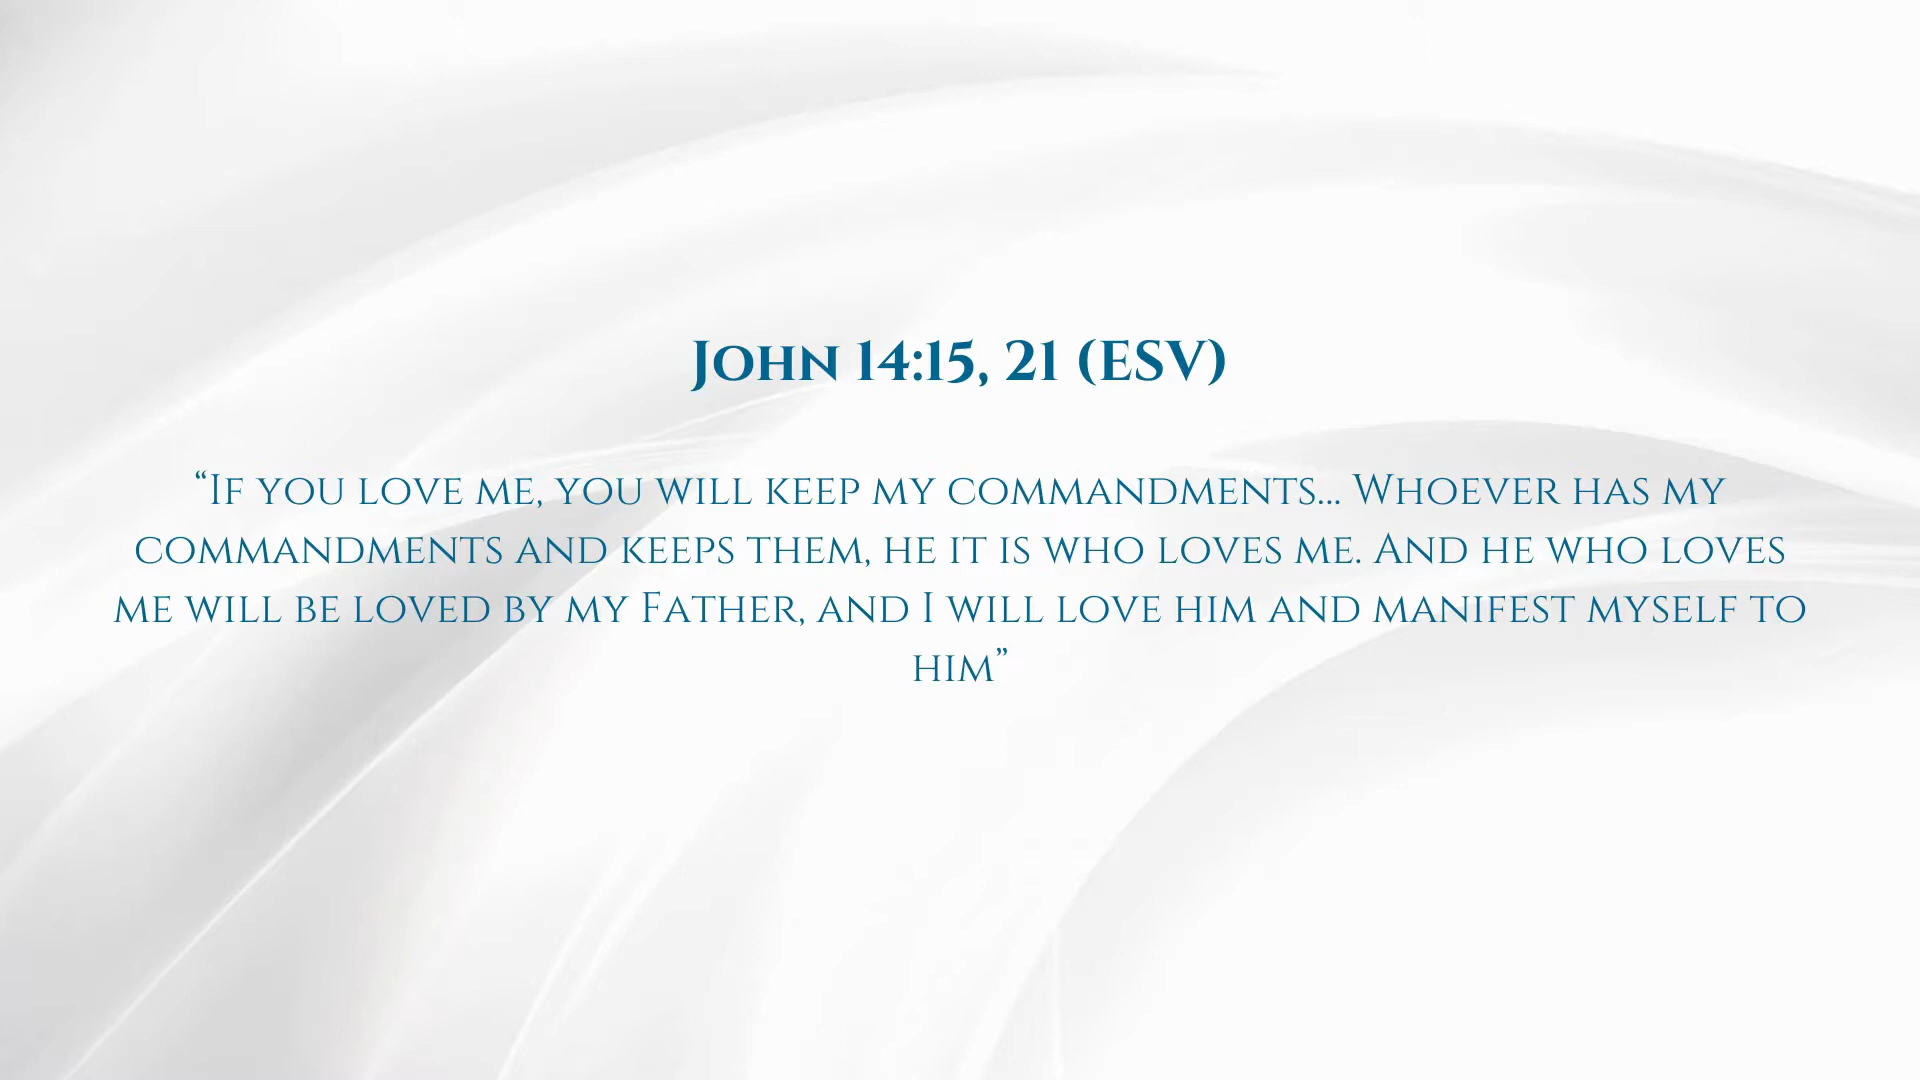 John 14:15, 21 (ESV)
“If you love me, you will keep my commandments... Whoever has my
commandments and keeps them, he it is who loves me. And he who loves
me will be loved by my Father, and I will love him and manifest myself to
him”